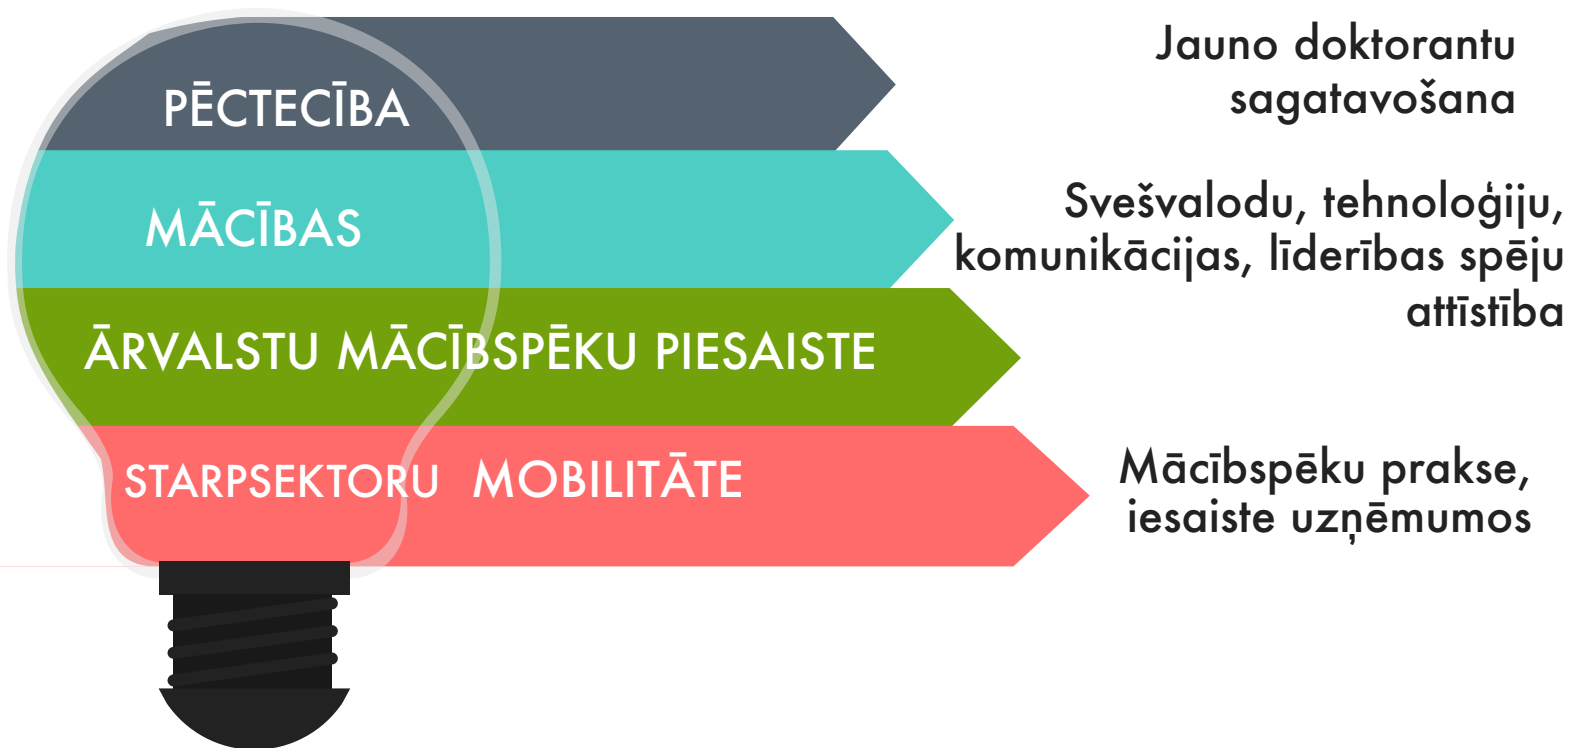 PĒCTECĪBA
Jauno doktorantu
sagatavošana
MĀCĪBAS
Svešvalodu, tehnoloģiju,
komunikācijas, līderības spēju
attīstība
ĀRVALSTU MĀCĪBSPĒKU PIESAISTE
STARPSEKTORU MOBILITĀTE
Mācībspēku prakse,
iesaiste uzņēmumos